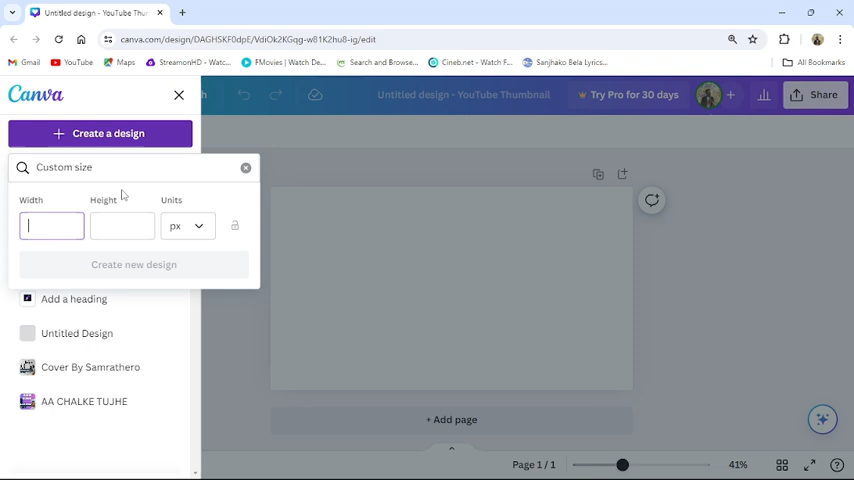 Untitled design - YouTube Thum
canva.com/design/DAGHSKF0dpE/VdiOk2KGqg-w81K2hu8-ig/edit
Gmail YouTube Maps StreamonHD - Watc... FMovies | Watch De... Search and Browse... Cineb.net - Watch F... Sanjhako Bela Lyrics... All Bookmarks
Canva
Untitled design - YouTube Thumbnail
Try Pro for 30 days
Share
Create a design
Custom size
Width Height Units
px
Create new design
Add a heading
Untitled Design
Cover By Samrathero
AA CHALKE TUJHE
+ Add page
Page 1 / 1
41%